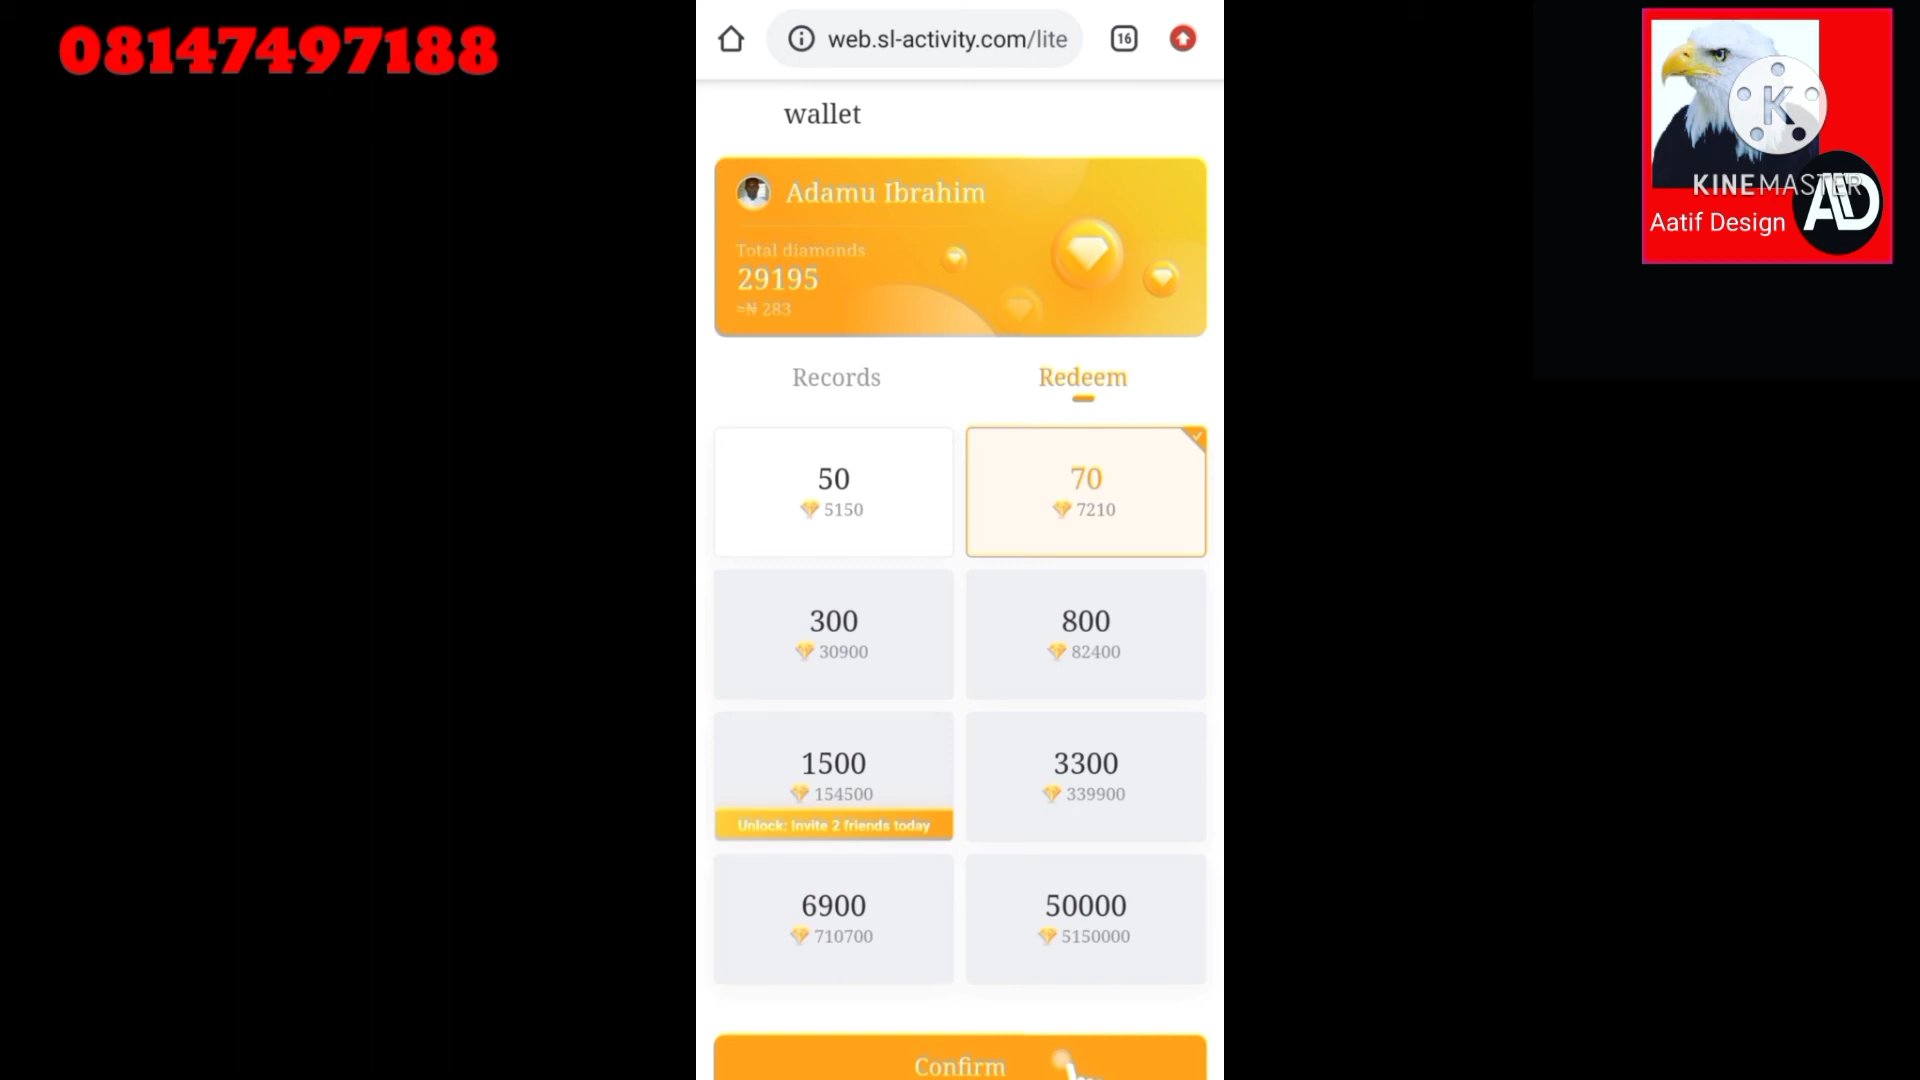 08147497188
16
web.sl-activity.com/lite
wallet
Adamu Ibrahim
Total diamonds
29195
≈₦ 283
Records
Redeem
50
5150
70
7210
300
30900
800
82400
1500
154500
Unlock: Invite 2 friends today
3300
339900
6900
710700
50000
5150000
Confirm
K
KINEMASTER
Aatif Design
AD